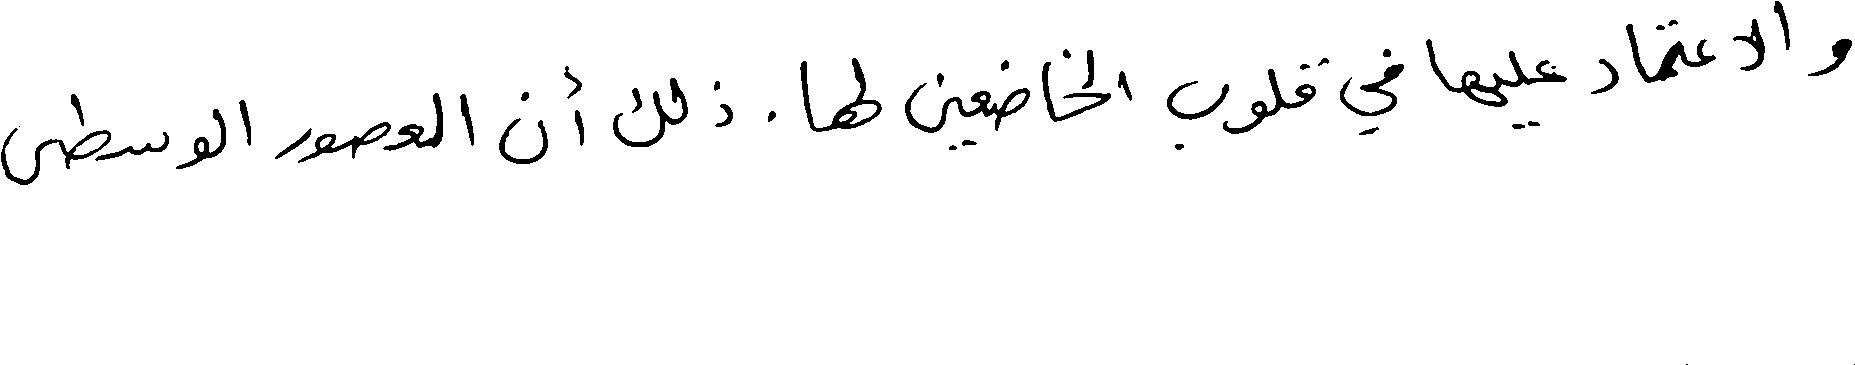 والاعتماد عليها في قلوب الخاضعين لها. ذلك أن العصور الوسطى